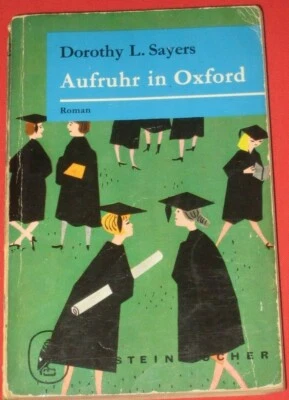 Dorothy L. Sayers
Aufruhr in Oxford
Roman
STEIN BÜCHER